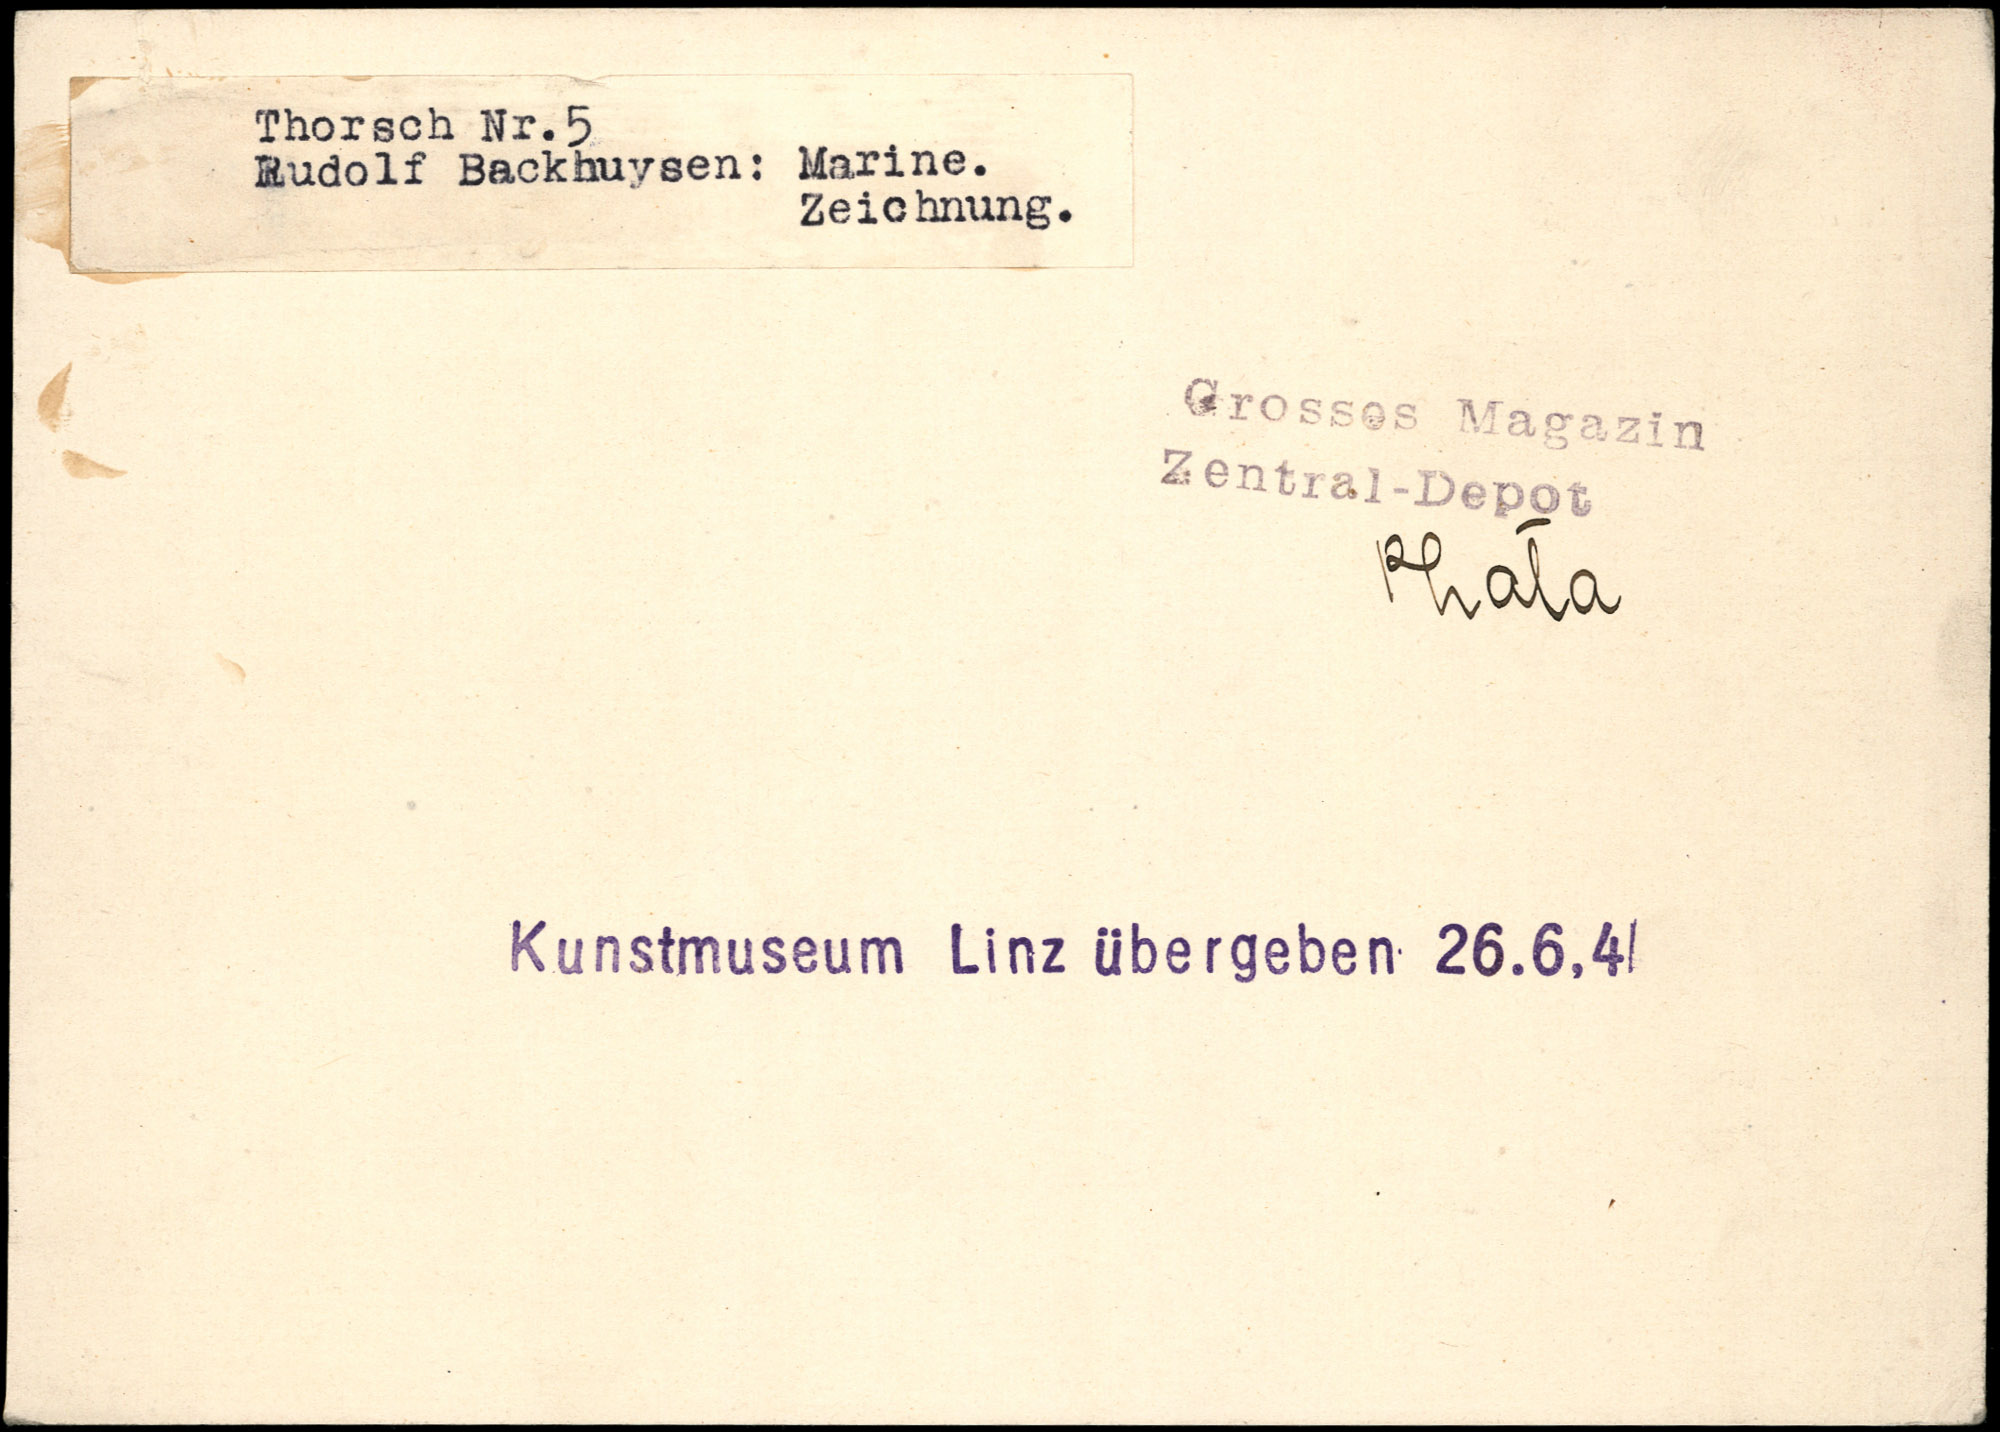 Thorsch Nr.5
Rudolf Backhuysen: Marine.
Zeichnung.
Grosses Magazin
Zentral-Depot
Kunstmuseum Linz übergeben 26.6,41